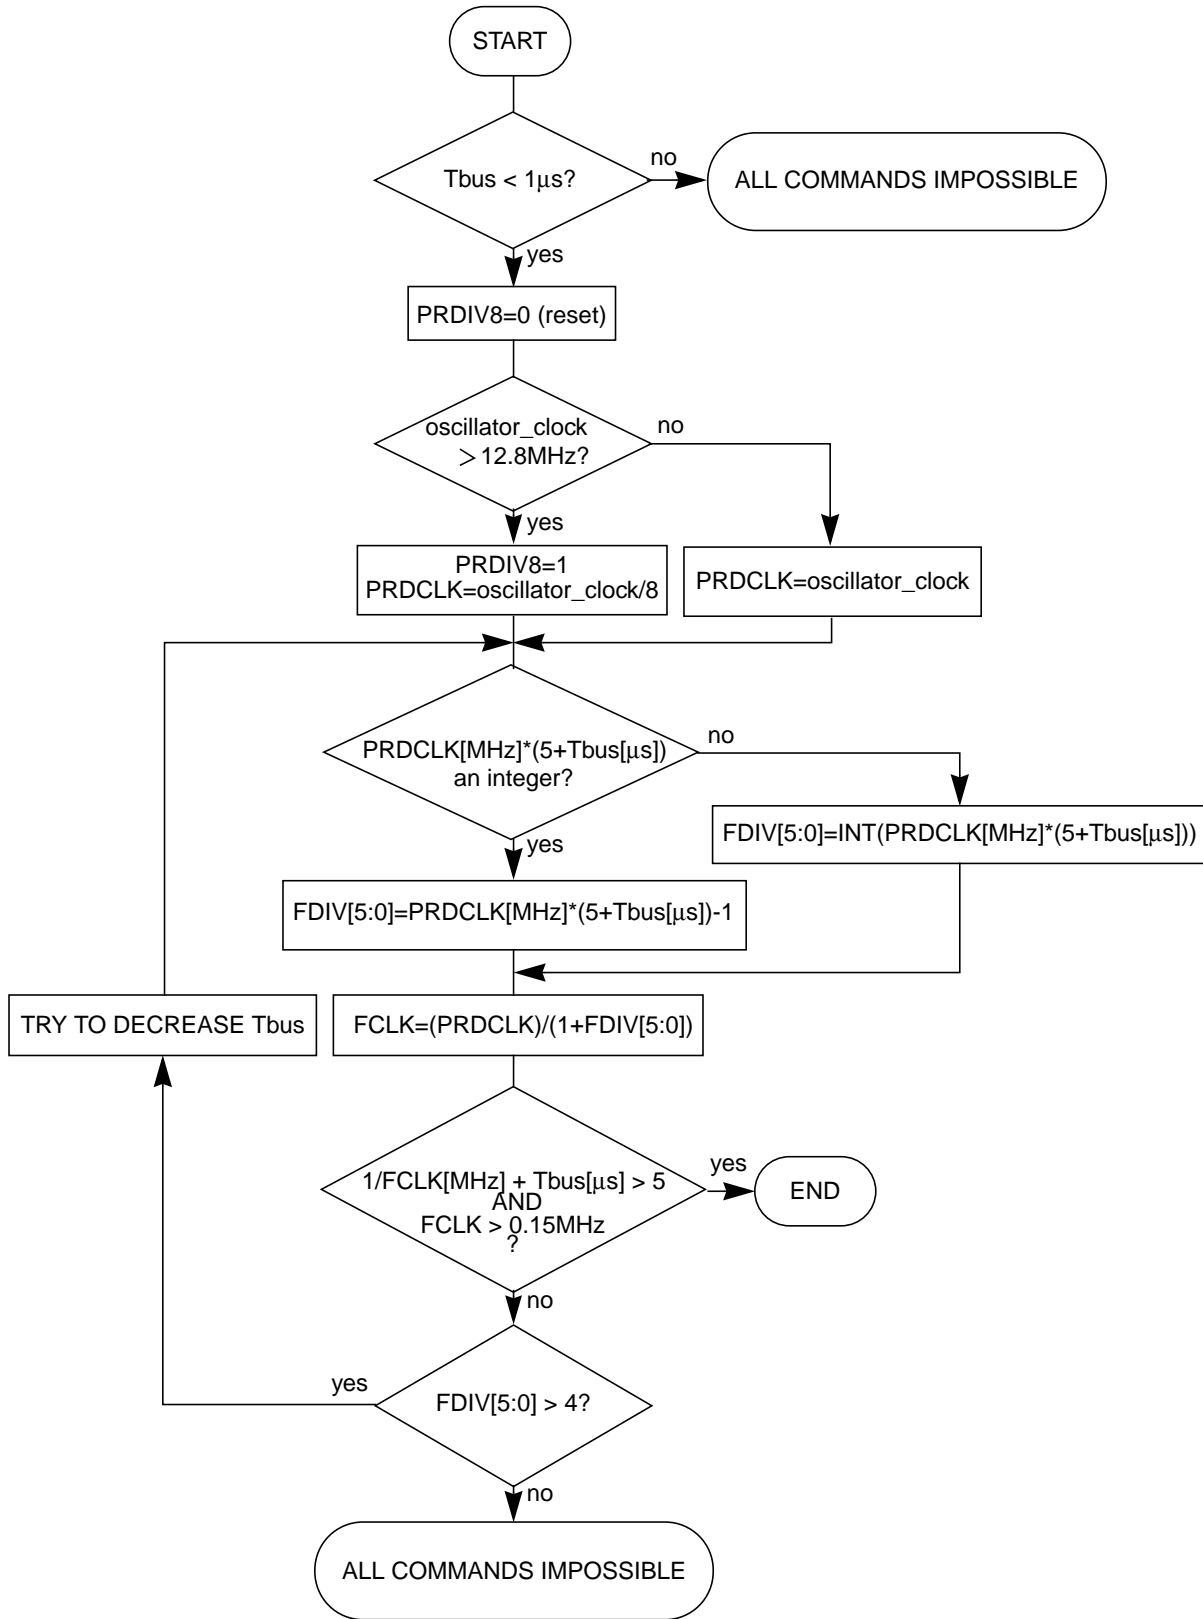 START
Tbus < 1μs?
no
ALL COMMANDS IMPOSSIBLE
yes
PRDIV8=0 (reset)
oscillator_clock
>12.8MHz?
no
yes
PRDIV8=1
PRDCLK=oscillator_clock/8
PRDCLK=oscillator_clock
PRDCLK[MHz]*(5+Tbus[μs])
an integer?
no
yes
FDIV[5:0]=INT(PRDCLK[MHz]*(5+Tbus[μs]))
FDIV[5:0]=PRDCLK[MHz]*(5+Tbus[μs])-1
TRY TO DECREASE Tbus
FCLK=(PRDCLK)/(1+FDIV[5:0])
1/FCLK[MHz] + Tbus[μs] > 5
AND
FCLK > 0.15MHz
?
yes
END
no
FDIV[5:0] > 4?
yes
no
ALL COMMANDS IMPOSSIBLE